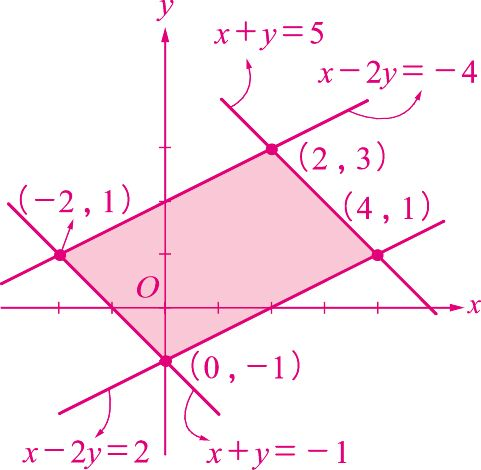 y
x+y=5
x−2y=−4
(2,3)
(−2,1)
(4,1)
O
x
(0,−1)
x−2y=2
x+y=−1